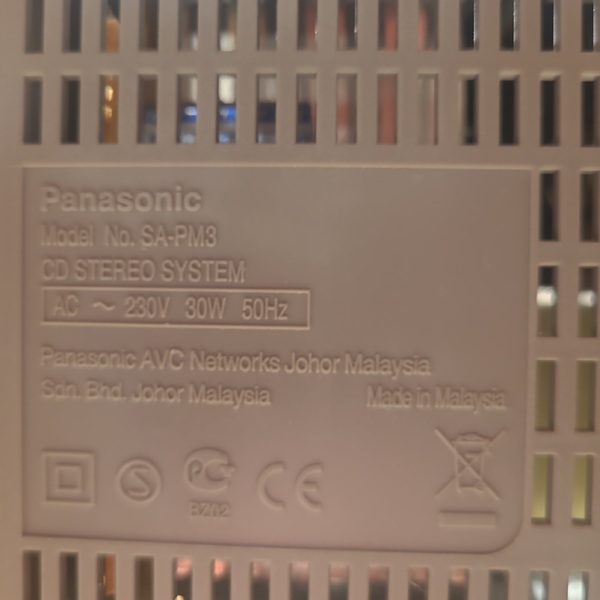 Panasonic
Model No. SA-PM3
CD STEREO SYSTEM
AC ~ 230V 30W 50Hz
Panasonic AVC Networks Johor Malaysia
Sdn. Bhd. Johor Malaysia Made in Malaysia
S PG CE
BZ02